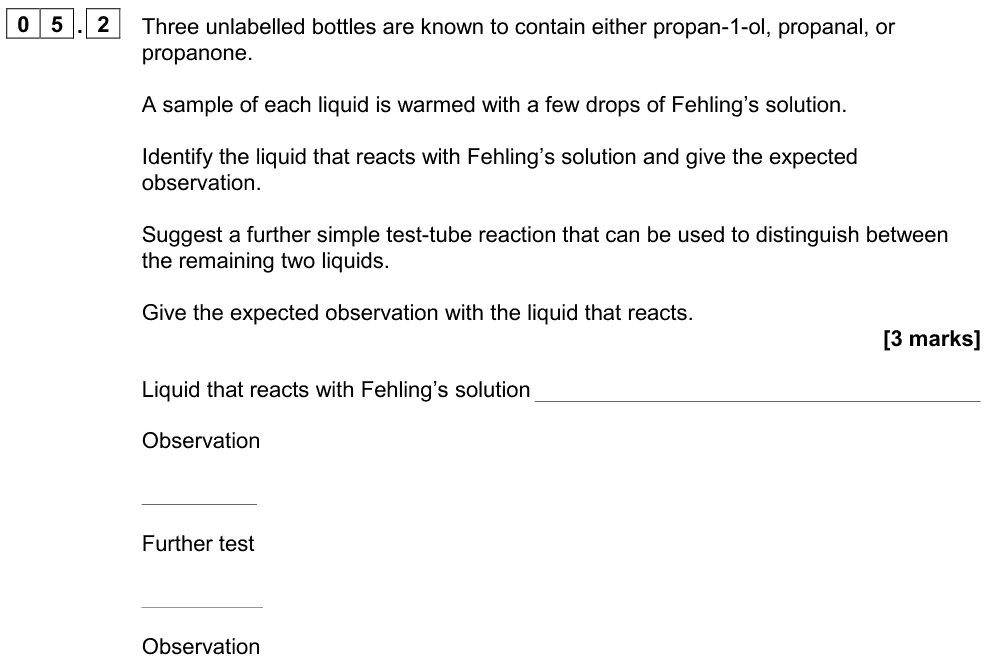 0 5 . 2 Three unlabelled bottles are known to contain either propan-1-ol, propanal, or
propanone.
A sample of each liquid is warmed with a few drops of Fehling’s solution.
Identify the liquid that reacts with Fehling’s solution and give the expected
observation.
Suggest a further simple test-tube reaction that can be used to distinguish between
the remaining two liquids.
Give the expected observation with the liquid that reacts.
[3 marks]
Liquid that reacts with Fehling’s solution
Observation
Further test
Observation